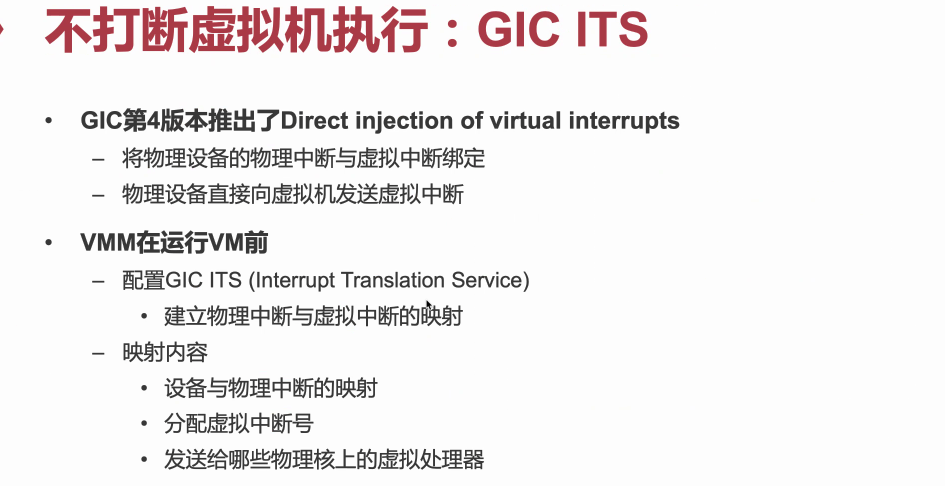 不打断虚拟机执行：GIC ITS
• GIC第4版本推出了Direct injection of virtual interrupts
– 将物理设备的物理中断与虚拟中断绑定
– 物理设备直接向虚拟机发送虚拟中断
• VMM在运行VM前
– 配置GIC ITS (Interrupt Translation Service)
• 建立物理中断与虚拟中断的映射
– 映射内容
• 设备与物理中断的映射
• 分配虚拟中断号
• 发送给哪些物理核上的虚拟处理器